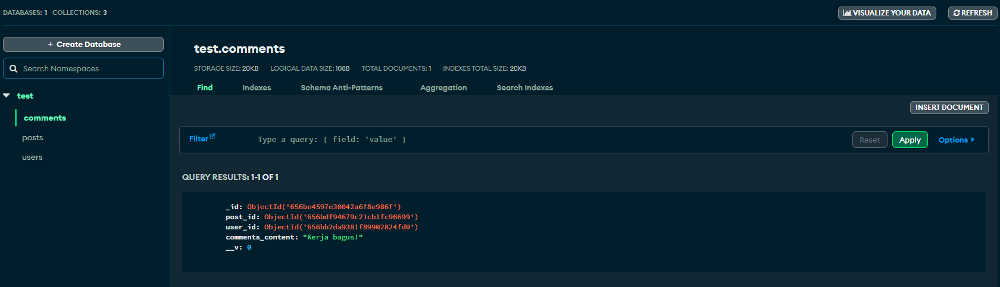 DATABASES: 1 COLLECTIONS: 3
VISUALIZE YOUR DATA
REFRESH
+ Create Database
Search Namespaces
test
comments
posts
users
test.comments
STORAGE SIZE: 20KB LOGICAL DATA SIZE: 108B TOTAL DOCUMENTS: 1 INDEXES TOTAL SIZE: 20KB
Find Indexes Schema Anti-Patterns Aggregation Search Indexes
INSERT DOCUMENT
Filter Type a query: { field: 'value' } Reset Apply Options
QUERY RESULTS: 1-1 OF 1
_id: ObjectId('656be4597e30042a6f8e986f')
post_id: ObjectId('656bdf94679c21cb1fc96699')
user_id: ObjectId('656bb2da9381f89902824fd0')
comments_content: "Kerja bagus!"
__v: 0